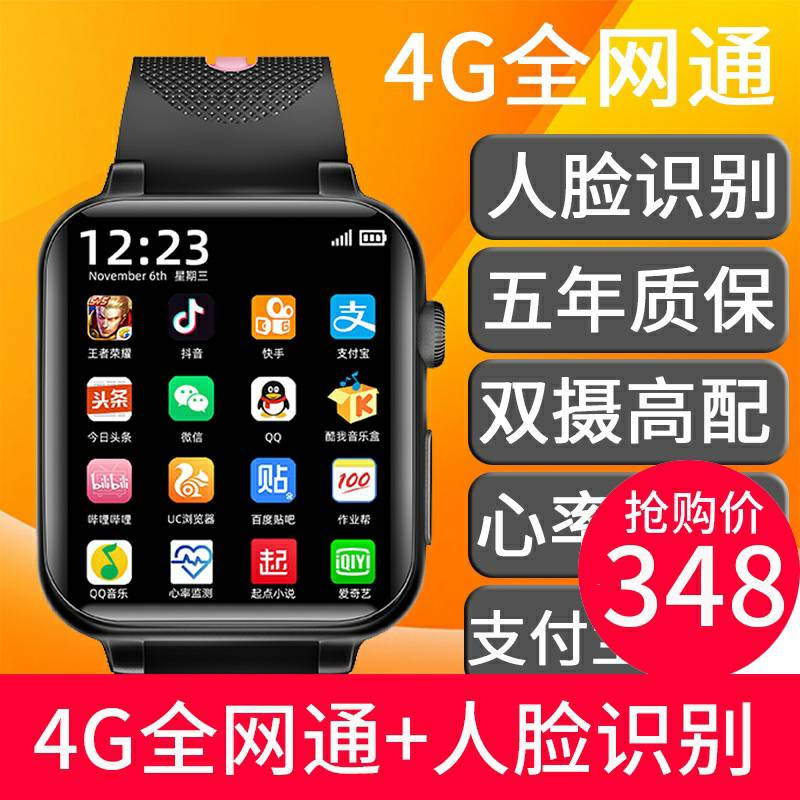 4G全网通
人脸识别
五年质保
双摄高配
心率
支付宝
抢购价
348
4G全网通+人脸识别
12:23
November 6th 星期三
王者荣耀 抖音 快手 支付宝
头条
今日头条 微信 QQ 酷我音乐盒
bilibili 贴 100
哔哩哔哩 UC浏览器 百度贴吧 作业帮
起 iQIYI
QQ音乐 心率监测 起点小说 爱奇艺